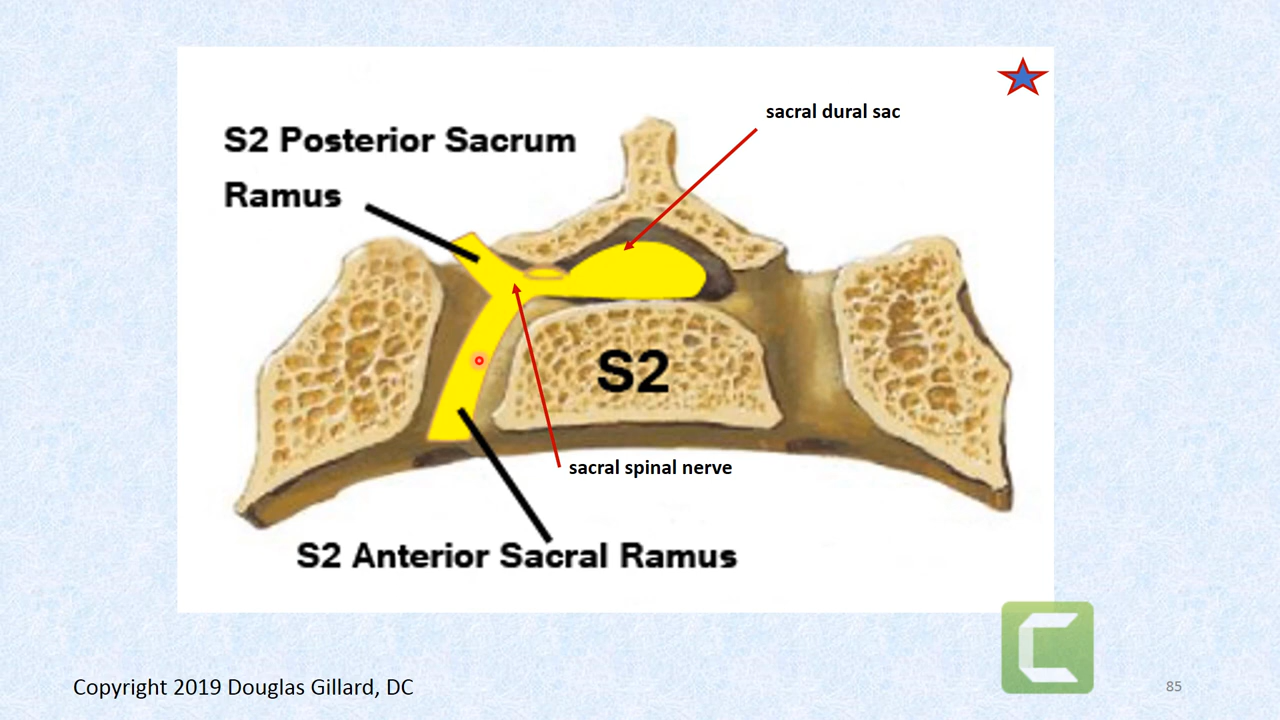 sacral dural sac
S2 Posterior Sacrum
Ramus
S2
sacral spinal nerve
S2 Anterior Sacral Ramus
Copyright 2019 Douglas Gillard, DC
85